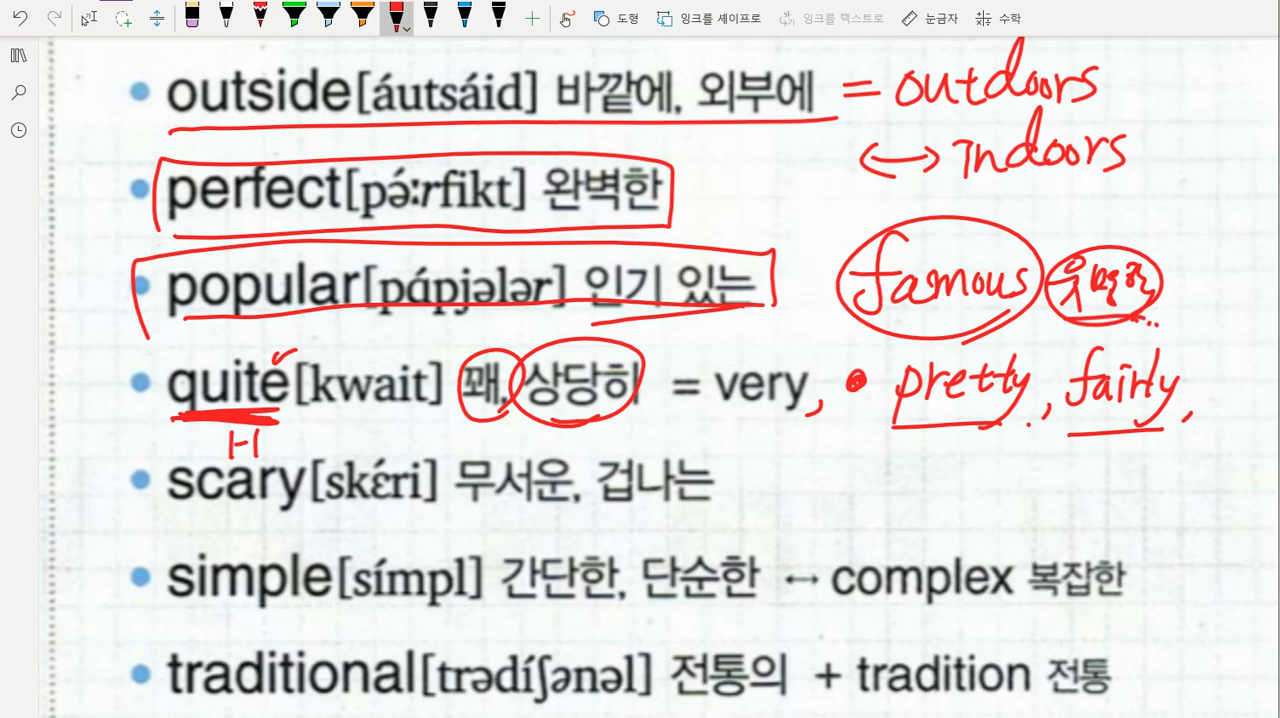 도형 잉크를 셰이프로 잉크를 텍스트로 눈금자 수학
outside[áutsáid] 바깥에, 외부에 = outdoors
↔ indoors
perfect[pə́ːrfikt] 완벽한
popular[pɑ́pjələr] 인기 있는 famous 유명한
quite[kwait] 꽤, 상당히 = very, pretty, fairly,
scary[skέri] 무서운, 겁나는
simple[símpl] 간단한, 단순한 ↔ complex 복잡한
traditional[trədíʃənəl] 전통의 + tradition 전통